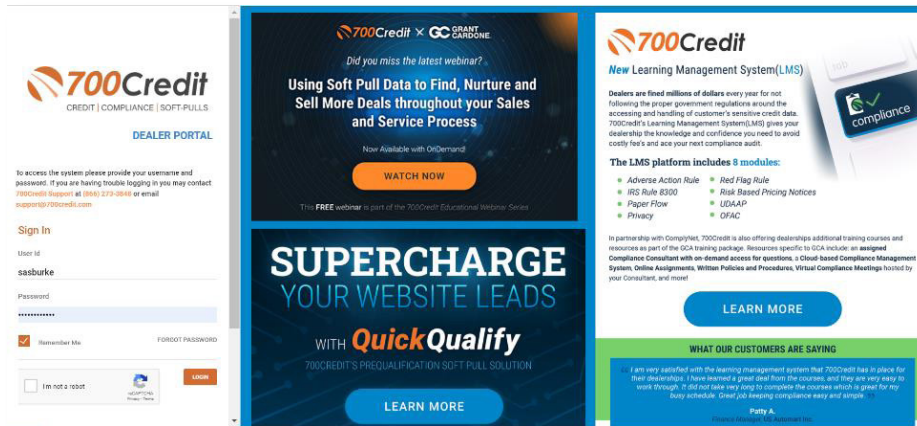 700Credit
CREDIT | COMPLIANCE | SOFT-PULLS
DEALER PORTAL
To access the system please provide your username and
password. If you are having trouble logging in you may contact
700Credit Support at (866) 273-3848 or email
support@700credit.com
Sign In
User Id
sasburke
Password
Remember Me
FORGOT PASSWORD
I'm not a robot
reCAPTCHA
Privacy - Terms
LOGIN
700Credit × GC GRANT CARDONE
Did you miss the latest webinar?
Using Soft Pull Data to Find, Nurture and
Sell More Deals throughout your Sales
and Service Process
Now Available with OnDemand!
WATCH NOW
This FREE webinar is part of the 700Credit Educational Webinar Series
SUPERCHARGE
YOUR WEBSITE LEADS
WITH QuickQualify
700CREDIT'S PREQUALIFICATION SOFT PULL SOLUTION
LEARN MORE
700Credit
New Learning Management System(LMS)
Dealers are fined millions of dollars every year for not
following the proper government regulations around the
accessing and handling of customer's sensitive credit data.
700Credit's Learning Management System(LMS) gives your
dealership the knowledge and confidence you need to avoid
costly fee's and ace your next compliance audit.
job
compliance
The LMS platform includes 8 modules:
Adverse Action Rule
IRS Rule 8300
Paper Flow
Privacy
Red Flag Rule
Risk Based Pricing Notices
UDAAP
OFAC
In partnership with ComplyNet, 700Credit is also offering dealerships additional training courses and
resources as part of the GCA training package. Resources specific to GCA include: an assigned
Compliance Consultant with on-demand access for questions, a Cloud-based Compliance Management
System, Online Assignments, Written Policies and Procedures, Virtual Compliance Meetings hosted by
your Consultant, and more!
LEARN MORE
WHAT OUR CUSTOMERS ARE SAYING
I am very satisfied with the learning management system that 700Credit has in place for
their dealerships. I have learned a great deal from the courses, and they are very easy to
work through. It did not take very long to complete the courses which is great for my
busy schedule. Great job keeping compliance easy and simple.
Patty A.
Finance Manager, US Automart Inc.